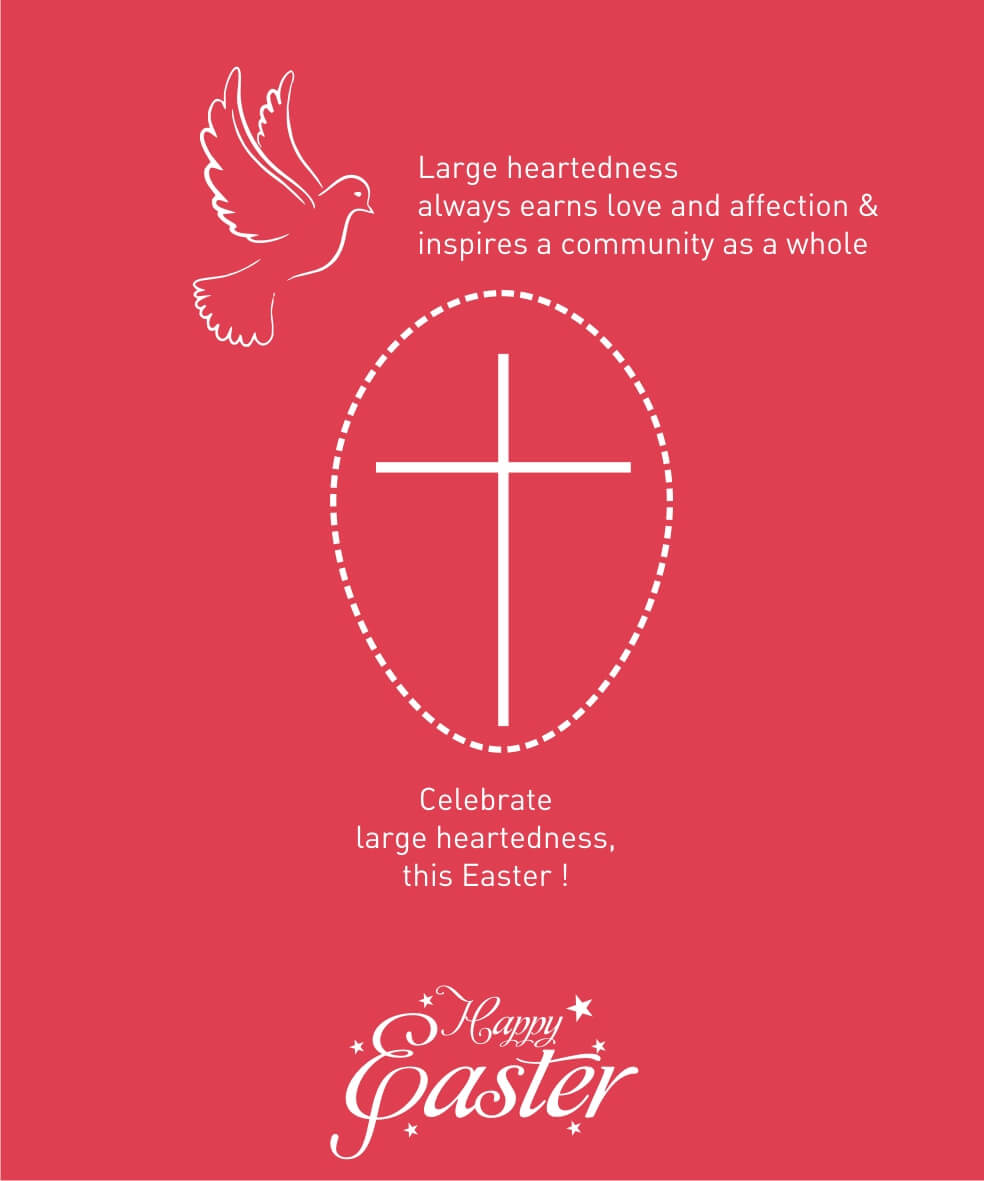 Large heartedness
always earns love and affection &
inspires a community as a whole
Celebrate
large heartedness,
this Easter !
Happy
Easter